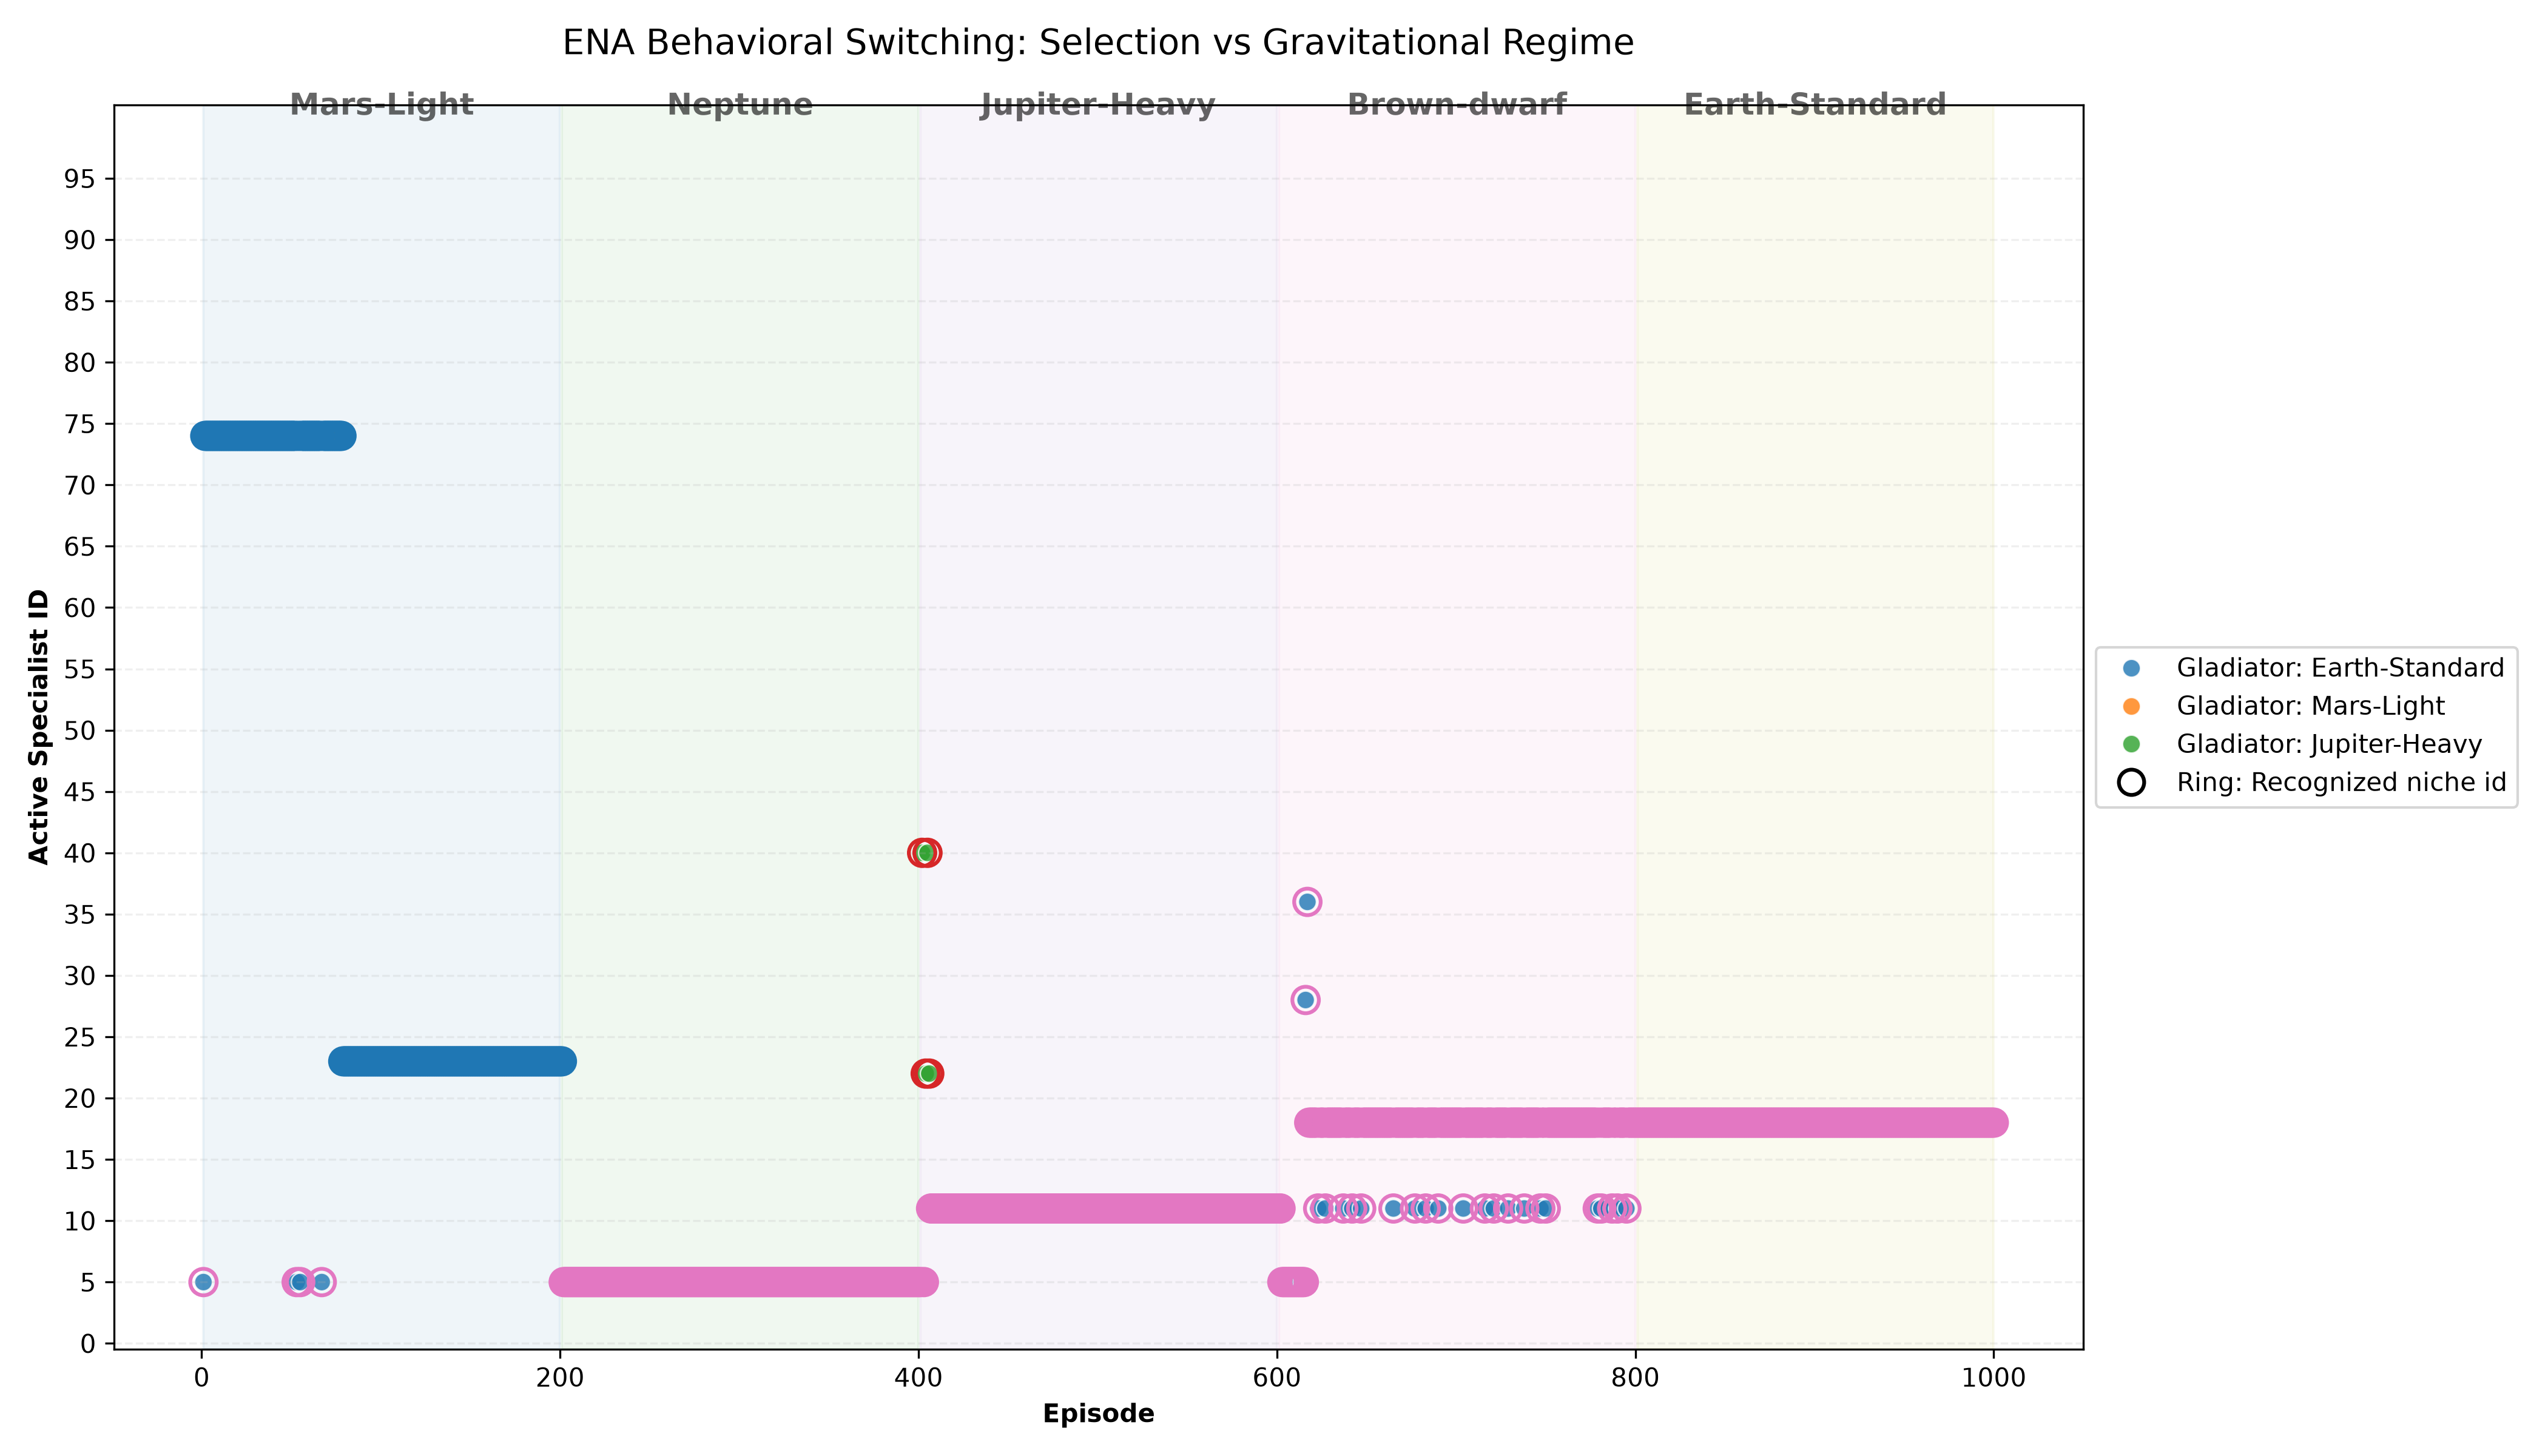 ENA Behavioral Switching: Selection vs Gravitational Regime
Mars-Light
Neptune
Jupiter-Heavy
Brown-dwarf
Earth-Standard
95
90
85
80
75
70
65
60
55
50
45
40
35
30
25
20
15
10
5
0
Active Specialist ID
0
200
400
600
800
1000
Episode
Gladiator: Earth-Standard
Gladiator: Mars-Light
Gladiator: Jupiter-Heavy
Ring: Recognized niche id